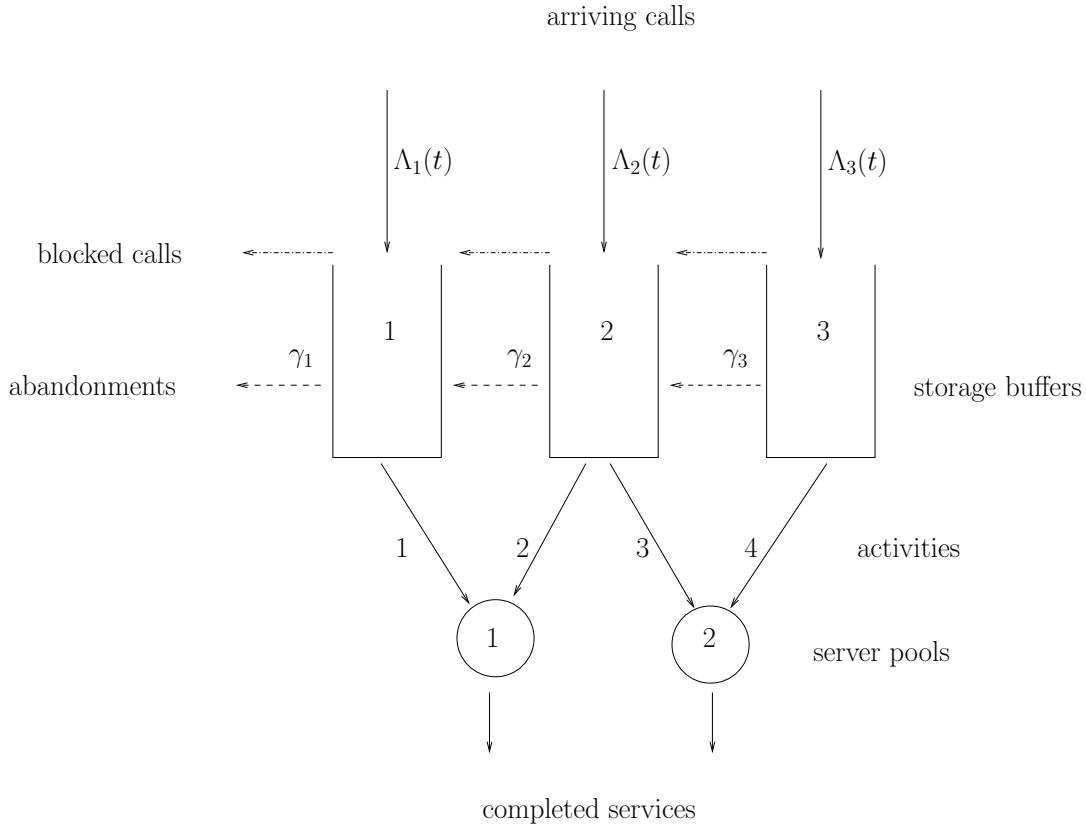 arriving calls
Λ₁(t) Λ₂(t) Λ₃(t)
blocked calls
1 2 3
γ₁ γ₂ γ₃
abandonments storage buffers
1 2 3 4 activities
1 2 server pools
completed services